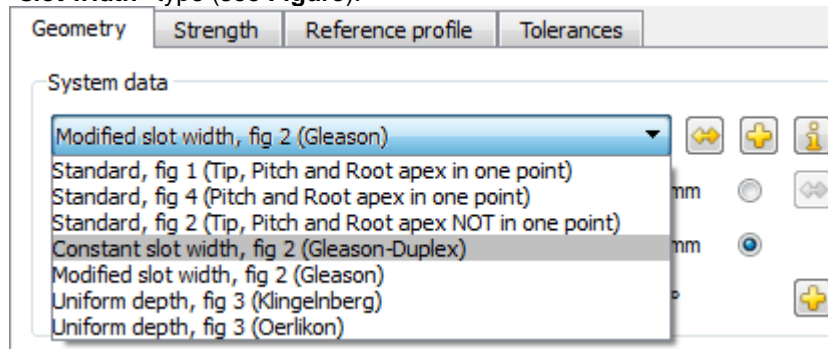 "Slot width" type (see Figure).
Geometry Strength Reference profile Tolerances
System data
Modified slot width, fig 2 (Gleason)
Standard, fig 1 (Tip, Pitch and Root apex in one point)
Standard, fig 4 (Pitch and Root apex in one point)
mm
Standard, fig 2 (Tip, Pitch and Root apex NOT in one point)
Constant slot width, fig 2 (Gleason-Duplex)
mm
Modified slot width, fig 2 (Gleason)
Uniform depth, fig 3 (Klingelnberg)
°
Uniform depth, fig 3 (Oerlikon)